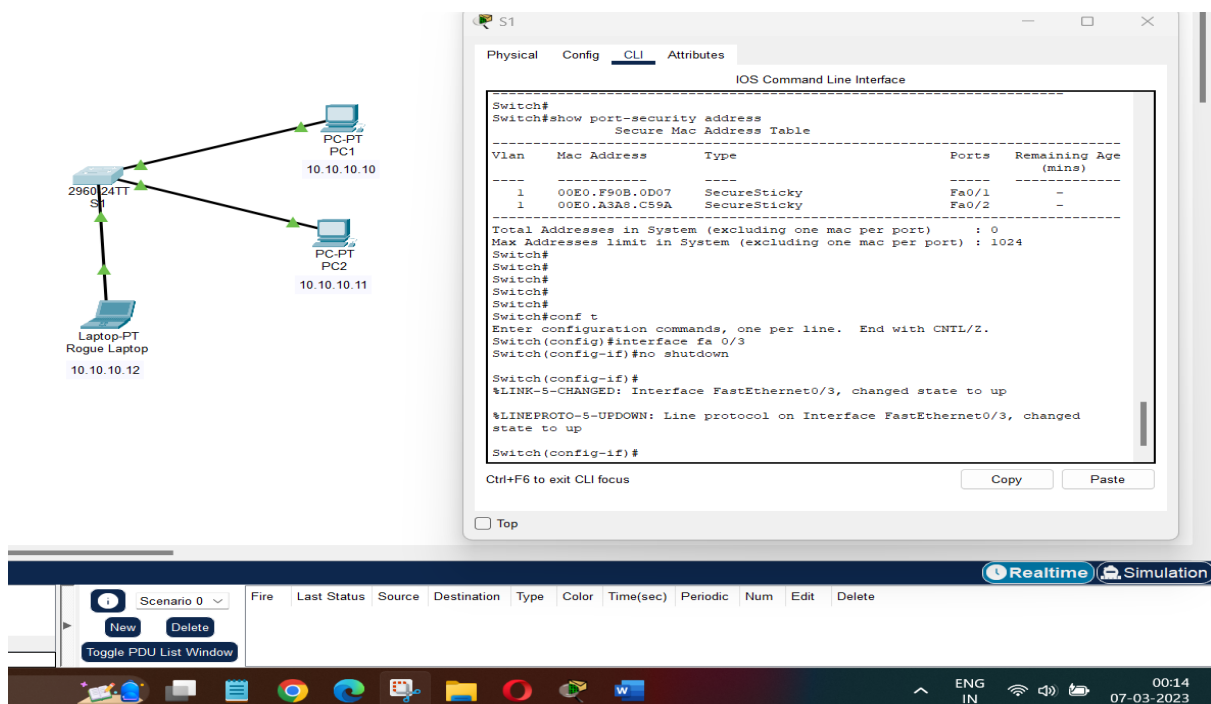 PC-PT
PC1
10.10.10.10
2960-24TT
S1
PC-PT
PC2
10.10.10.11
Laptop-PT
Rogue Laptop
10.10.10.12
S1
Physical Config CLI Attributes
IOS Command Line Interface
Switch#
Switch#show port-security address
Secure Mac Address Table
Vlan Mac Address Type Ports Remaining Age
(mins)
---- ----------- ---- ----- -------------
1 00E0.F90B.0D07 SecureSticky Fa0/1 -
1 00E0.A3A8.C59A SecureSticky Fa0/2 -
Total Addresses in System (excluding one mac per port) : 0
Max Addresses limit in System (excluding one mac per port) : 1024
Switch#
Switch#
Switch#
Switch#
Switch#
Switch#conf t
Enter configuration commands, one per line. End with CNTL/Z.
Switch(config)#interface fa 0/3
Switch(config-if)#no shutdown
Switch(config-if)#
%LINK-5-CHANGED: Interface FastEthernet0/3, changed state to up
%LINEPROTO-5-UPDOWN: Line protocol on Interface FastEthernet0/3, changed
state to up
Switch(config-if)#
Ctrl+F6 to exit CLI focus
Copy
Paste
Top
Realtime
Simulation
Scenario 0
New
Delete
Toggle PDU List Window
Fire Last Status Source Destination Type Color Time(sec) Periodic Num Edit Delete
ENG
IN
00:14
07-03-2023